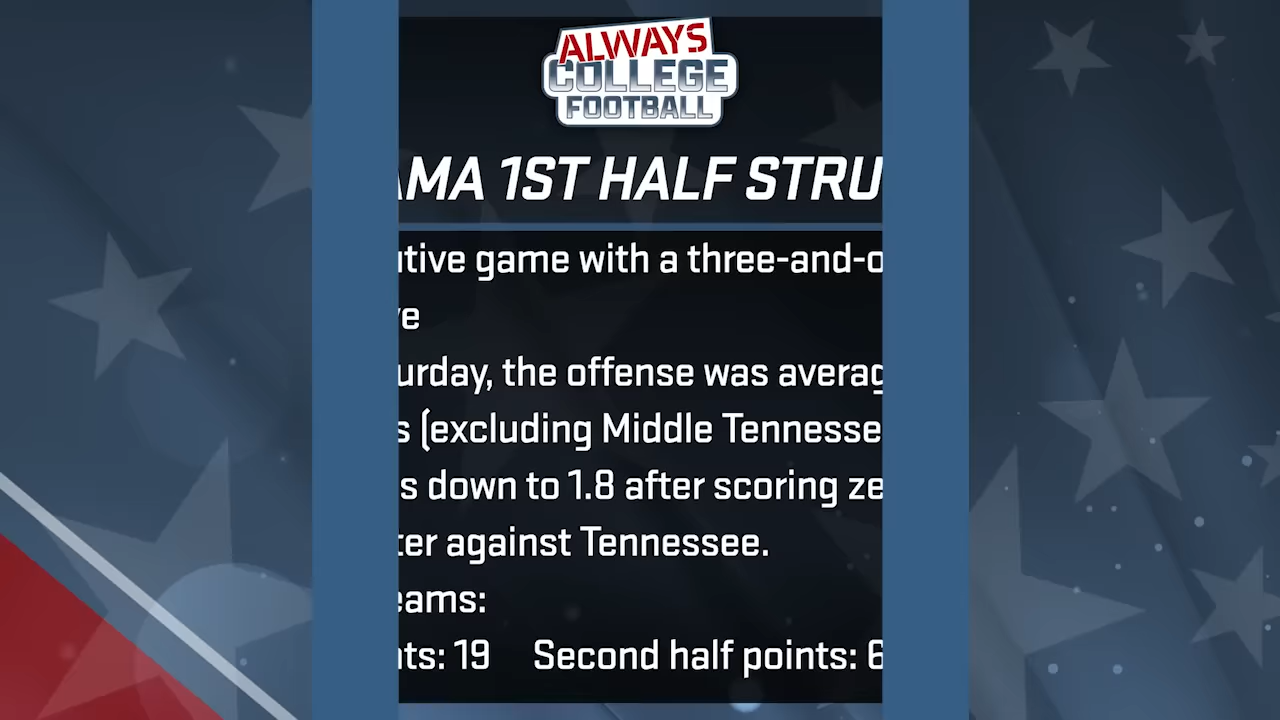 ALWAYS
COLLEGE
FOOTBALL
AMA 1ST HALF STRU
utive game with a three-and-o
ve
urday, the offense was averag
s (excluding Middle Tennesse
s down to 1.8 after scoring ze
ter against Tennessee.
eams:
nts: 19 Second half points: 6